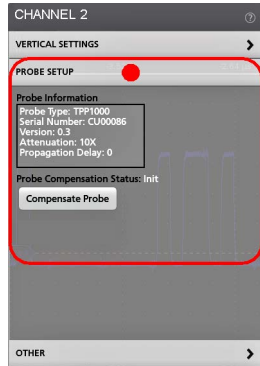 CHANNEL 2
?
VERTICAL SETTINGS
PROBE SETUP
Probe Information
Probe Type: TPP1000
Serial Number: CU00086
Version: 0.3
Attenuation: 10X
Propagation Delay: 0
Probe Compensation Status: Init
Compensate Probe
OTHER